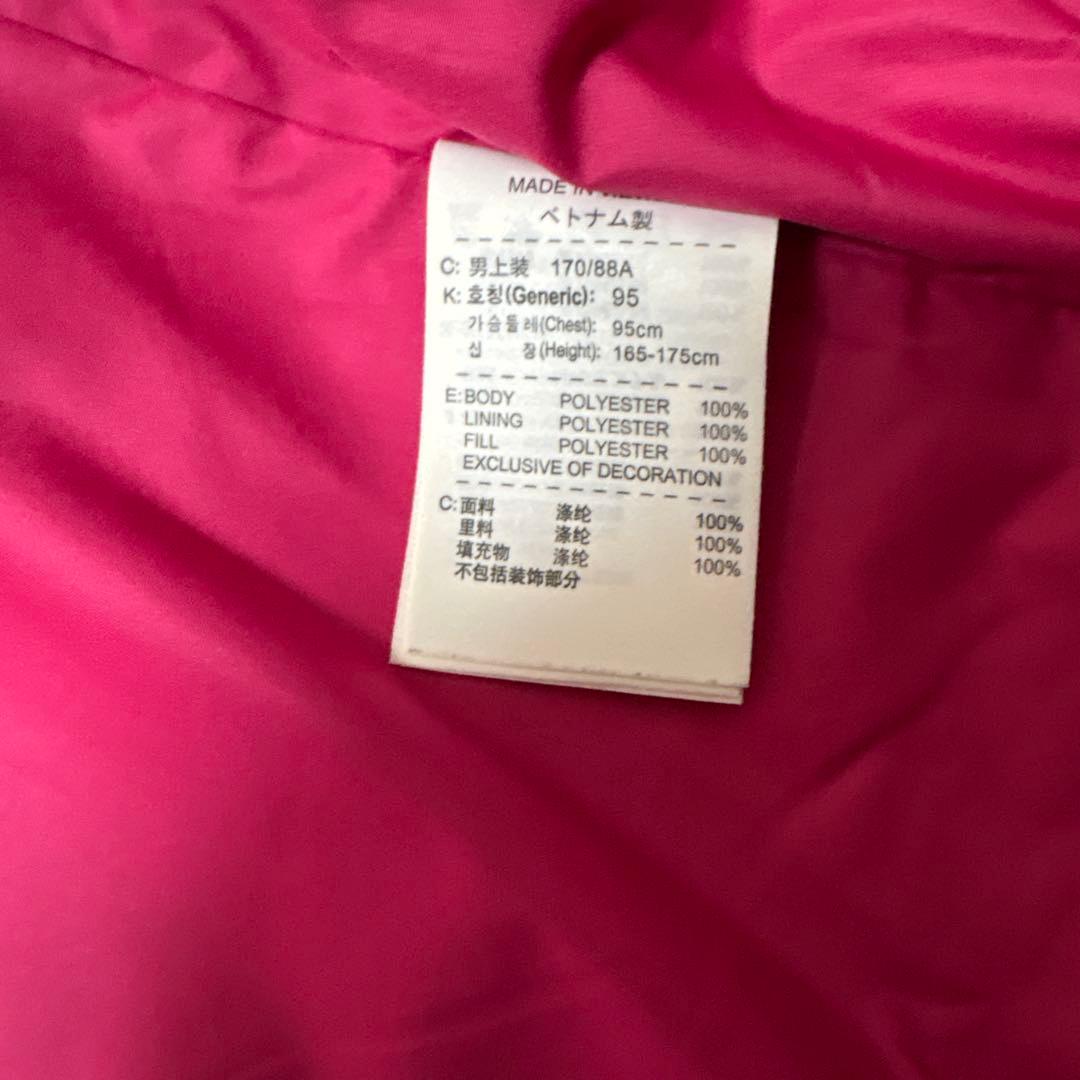 MADE IN
ベトナム製
C: 男上装 170/88A
K: 호칭(Generic): 95
가슴둘레(Chest): 95cm
신 장(Height): 165-175cm
E: BODY POLYESTER 100%
LINING POLYESTER 100%
FILL POLYESTER 100%
EXCLUSIVE OF DECORATION
C: 面料 涤纶 100%
里料 涤纶 100%
填充物 涤纶 100%
不包括装饰部分